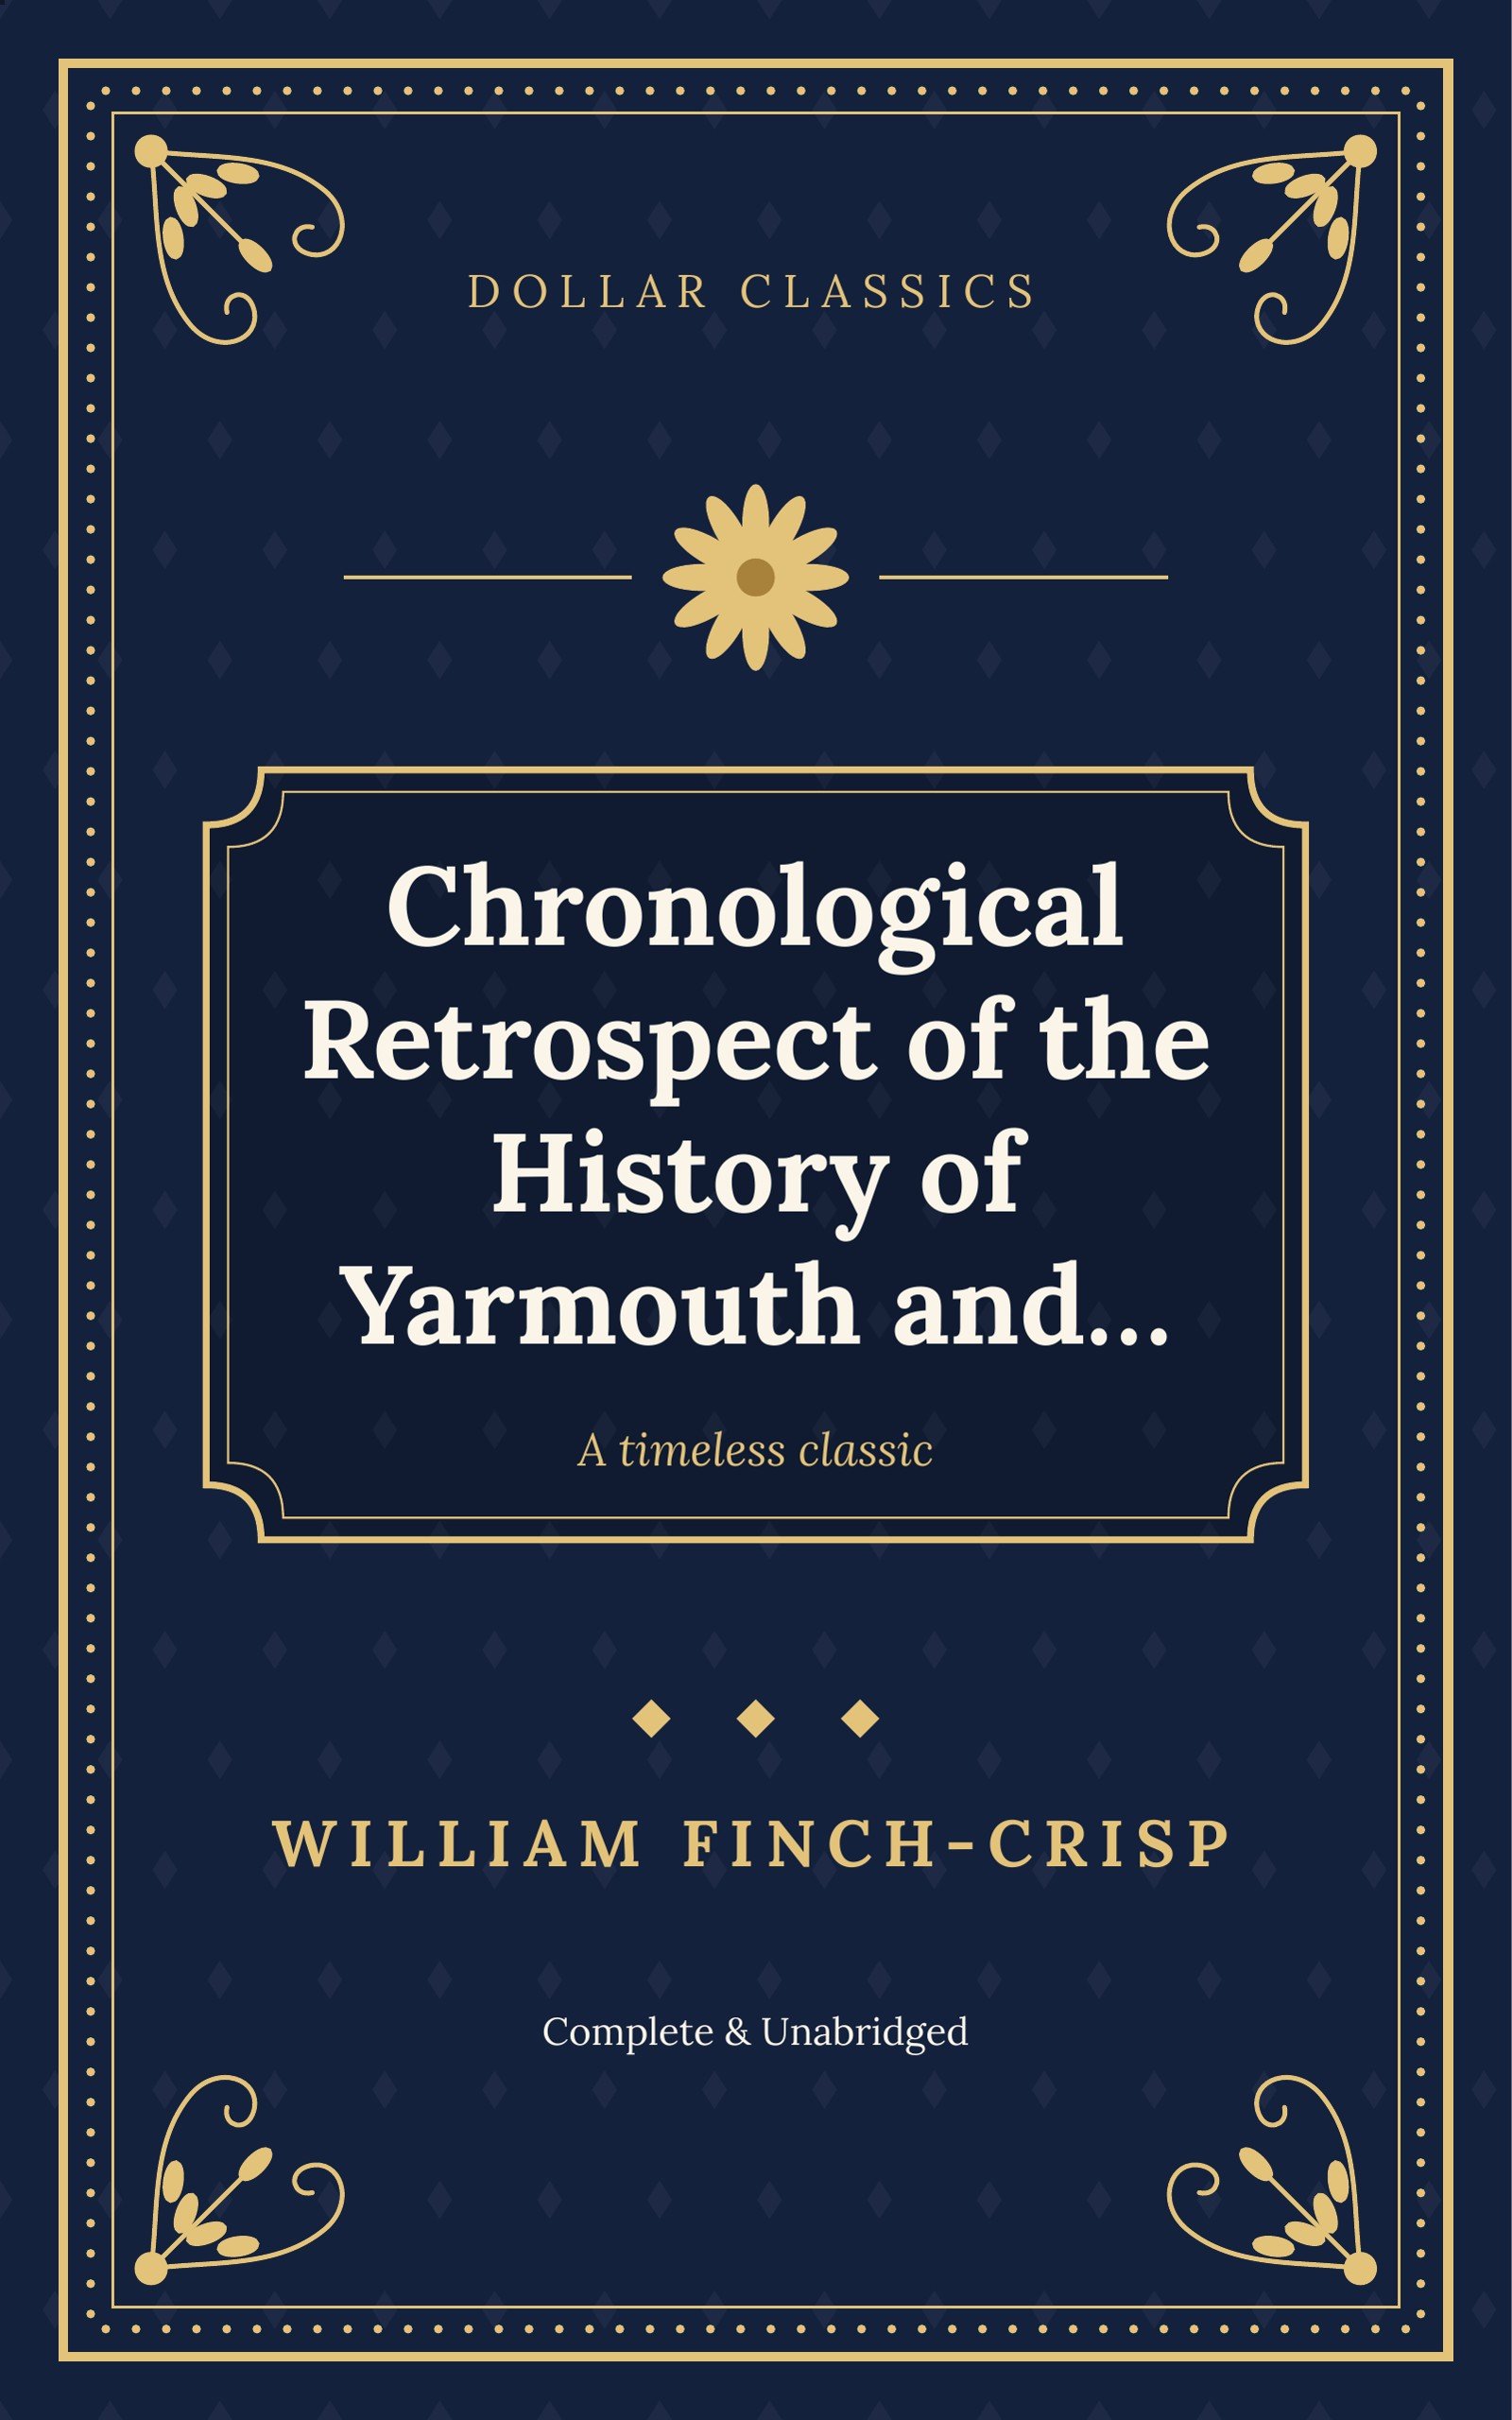 DOLLAR CLASSICS
Chronological
Retrospect of the
History of
Yarmouth and...
A timeless classic
WILLIAM FINCH-CRISP
Complete & Unabridged